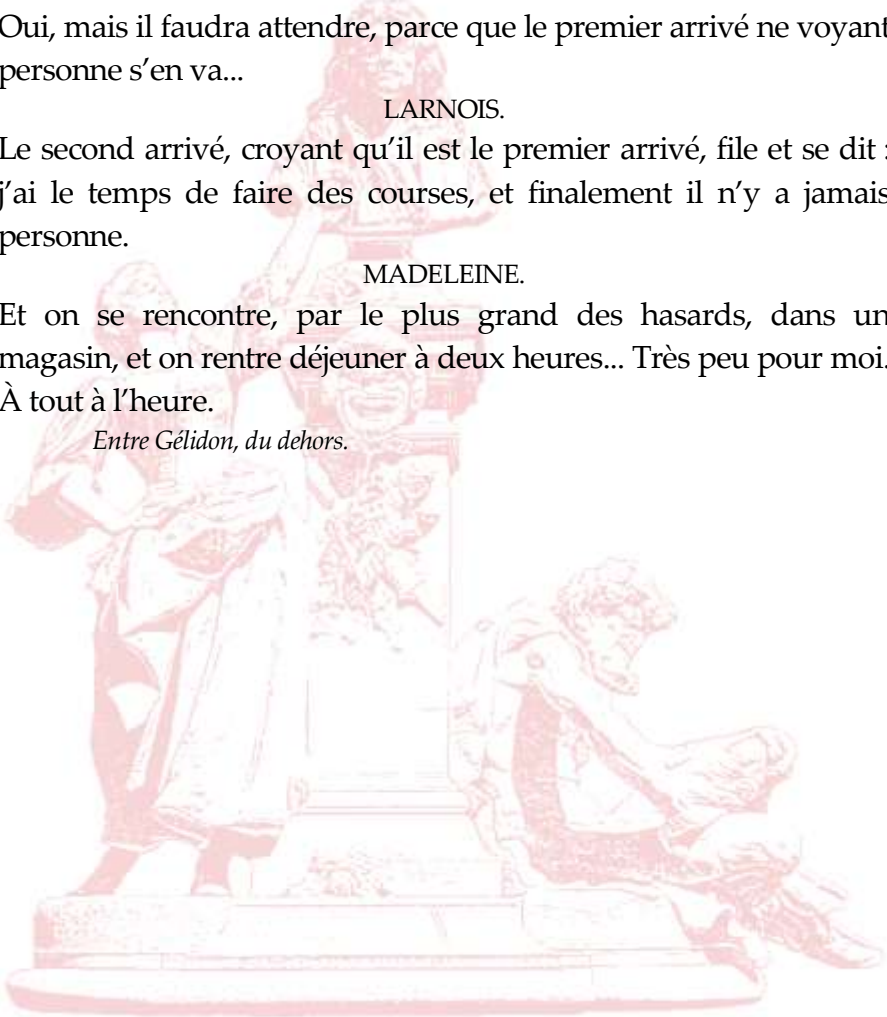 Oui, mais il faudra attendre, parce que le premier arrivé ne voyant
personne s’en va...
LARNOIS.
Le second arrivé, croyant qu’il est le premier arrivé, file et se dit :
j’ai le temps de faire des courses, et finalement il n’y a jamais
personne.
MADELEINE.
Et on se rencontre, par le plus grand des hasards, dans un
magasin, et on rentre déjeuner à deux heures... Très peu pour moi.
À tout à l’heure.
Entre Gélidon, du dehors.